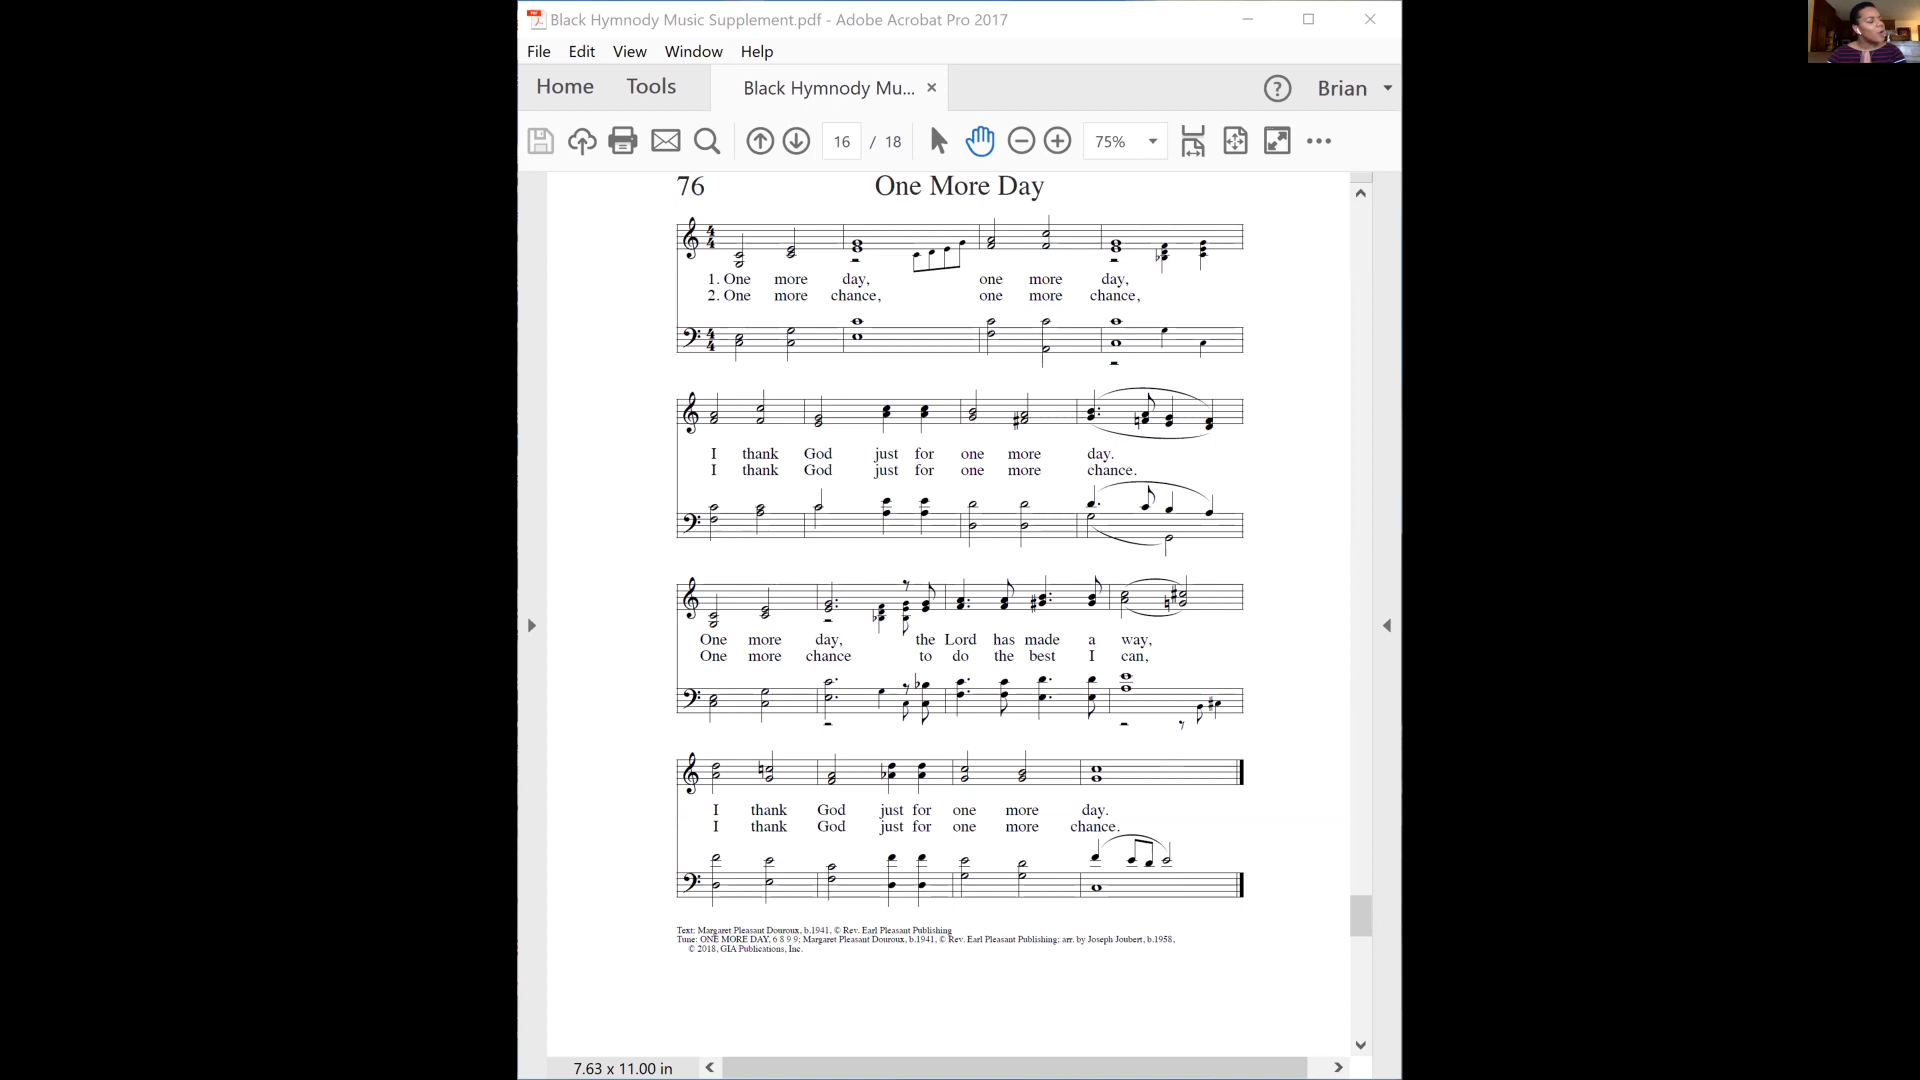 Black Hymnody Music Supplement.pdf - Adobe Acrobat Pro 2017
File Edit View Window Help
Home Tools Black Hymnody Mu... × ? Brian
16 / 18 75%
76 One More Day
1. One more day, one more day,
2. One more chance, one more chance,
I thank God just for one more day.
I thank God just for one more chance.
One more day, the Lord has made a way,
One more chance to do the best I can,
I thank God just for one more day.
I thank God just for one more chance.
Text: Margaret Pleasant Douroux, b.1941, © Rev. Earl Pleasant Publishing
Tune: ONE MORE DAY, 6 8 9 9; Margaret Pleasant Douroux, b.1941, © Rev. Earl Pleasant Publishing; arr. by Joseph Joubert, b.1958,
© 2018, GIA Publications, Inc.
7.63 x 11.00 in